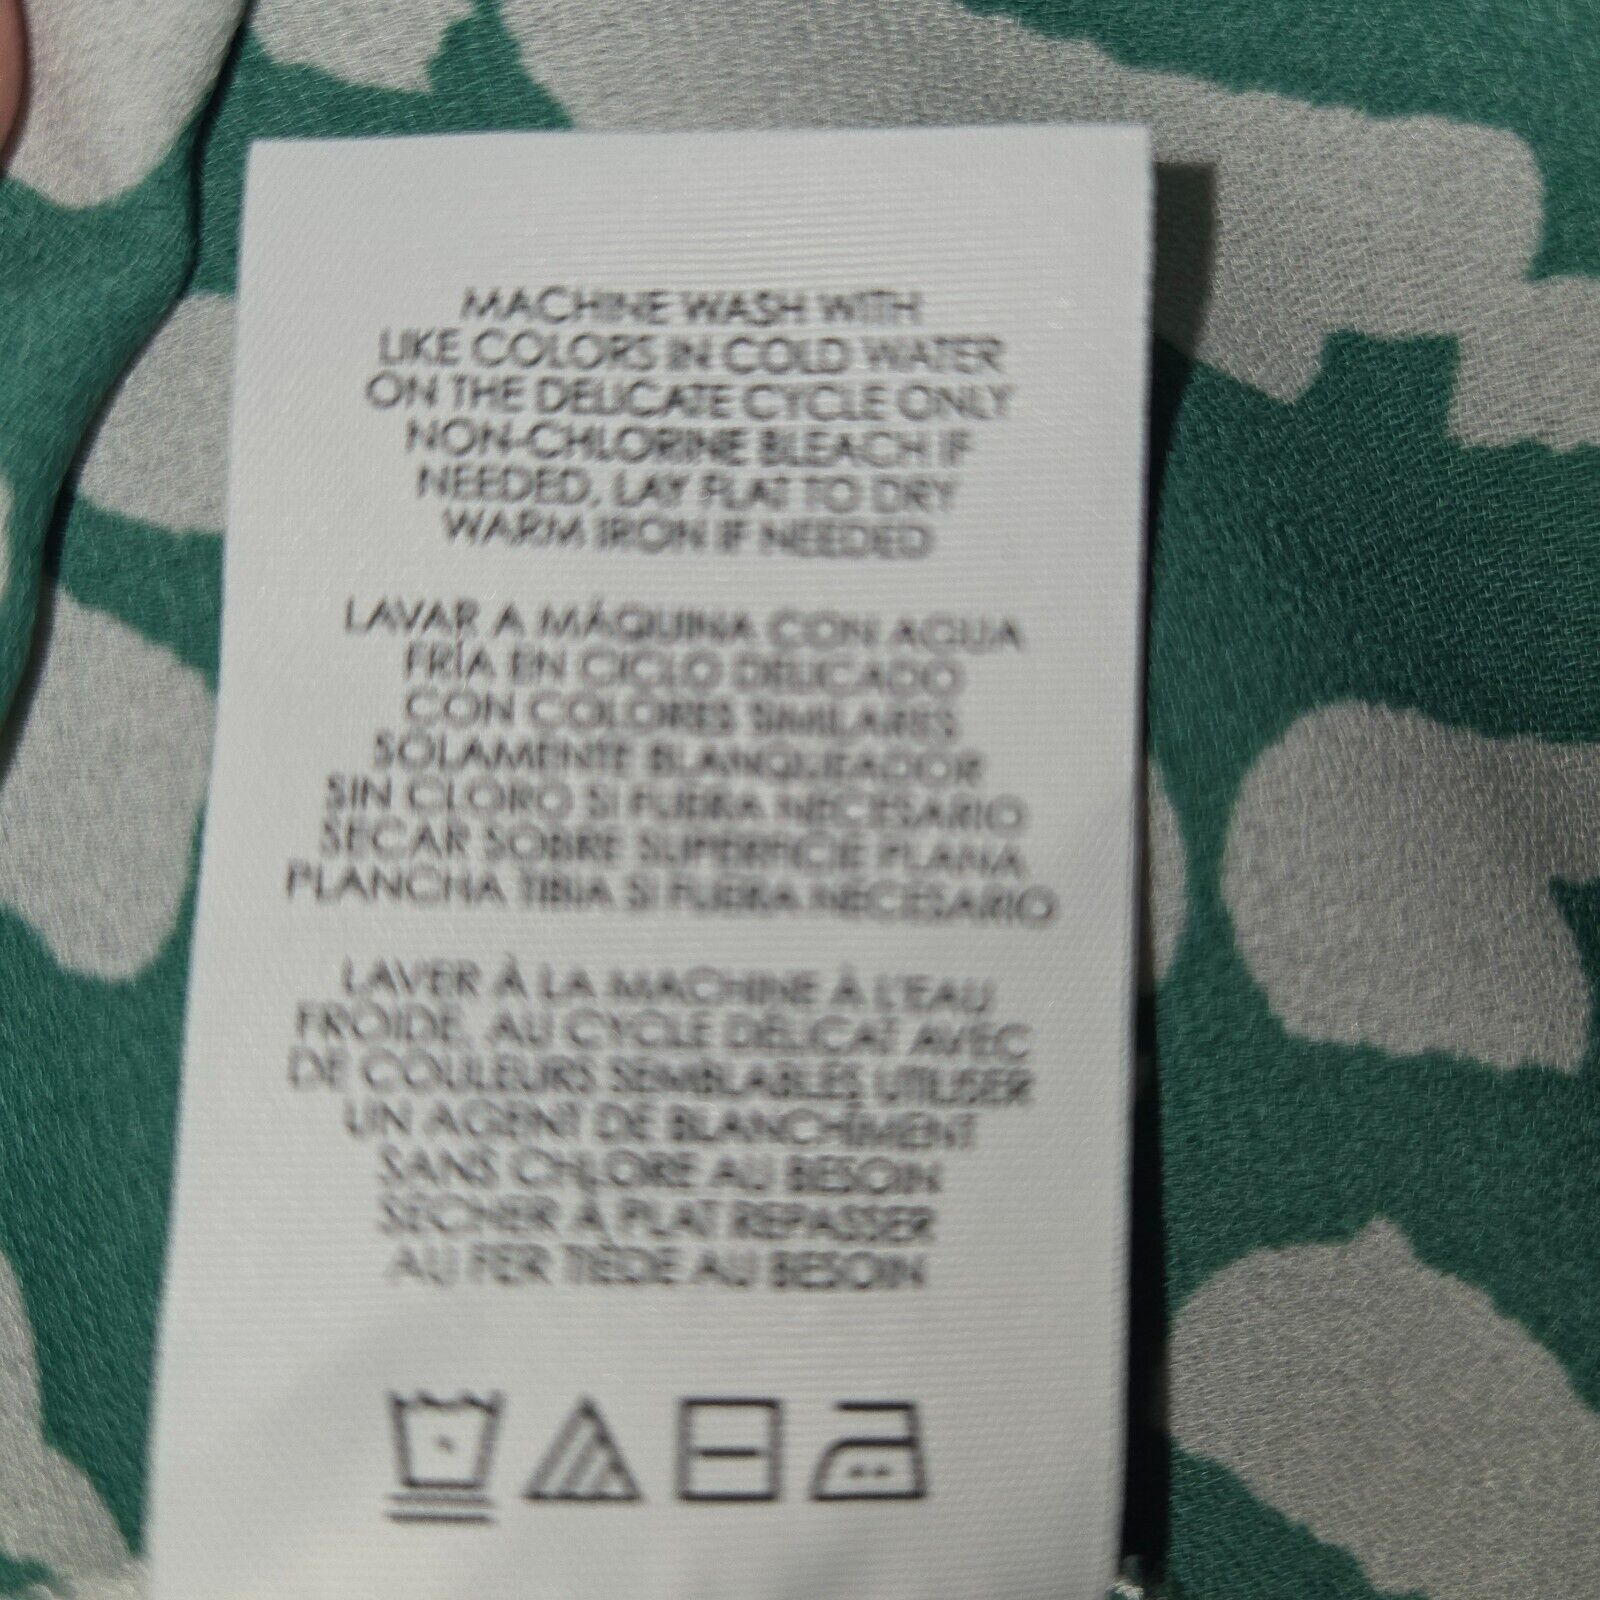 MACHINE WASH WITH
LIKE COLORS IN COLD WATER
ON THE DELICATE CYCLE ONLY
NON-CHLORINE BLEACH IF
NEEDED, LAY FLAT TO DRY
WARM IRON IF NEEDED
LAVAR A MÁQUINA CON AGUA
FRÍA EN CICLO DELICADO
CON COLORES SIMILARES
SOLAMENTE BLANQUEADOR
SIN CLORO SI FUERA NECESARIO
SECAR SOBRE SUPERFICIE PLANA
PLANCHA TIBIA SI FUERA NECESARIO
LAVER À LA MACHINE À L'EAU
FROIDE, AU CYCLE DÉLICAT AVEC
DE COULEURS SEMBLABLES UTILISER
UN AGENT DE BLANCHIMENT
SANS CHLORE AU BESOIN
SÉCHER À PLAT REPASSER
AU FER TIÈDE AU BESOIN